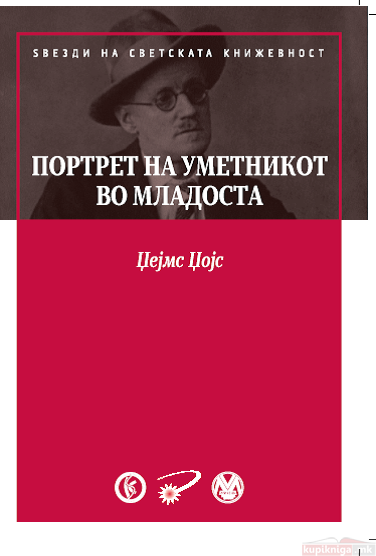 ѕВЕЗДИ НА СВЕТСКАТА КНИЖЕВНОСТ
ПОРТРЕТ НА УМЕТНИКОТ
ВО МЛАДОСТА
Џејмс Џојс
kupikniga.mk